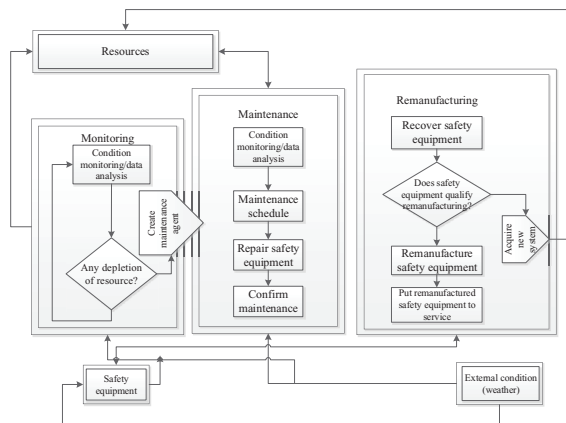 Resources
Monitoring
Condition
monitoring/data
analysis
Any depletion
of resource?
Create
maintenance
agent
Maintenance
Condition
monitoring/data
analysis
Maintenance
schedule
Repair safety
equipment
Confirm
maintenance
Remanufacturing
Recover safety
equipment
Does safety
equipment qualify
remanufacturing?
Acquire
new
system
Remanufacture
safety equipment
Put remanufactured
safety equipment to
service
Safety
equipment
External condition
(weather)